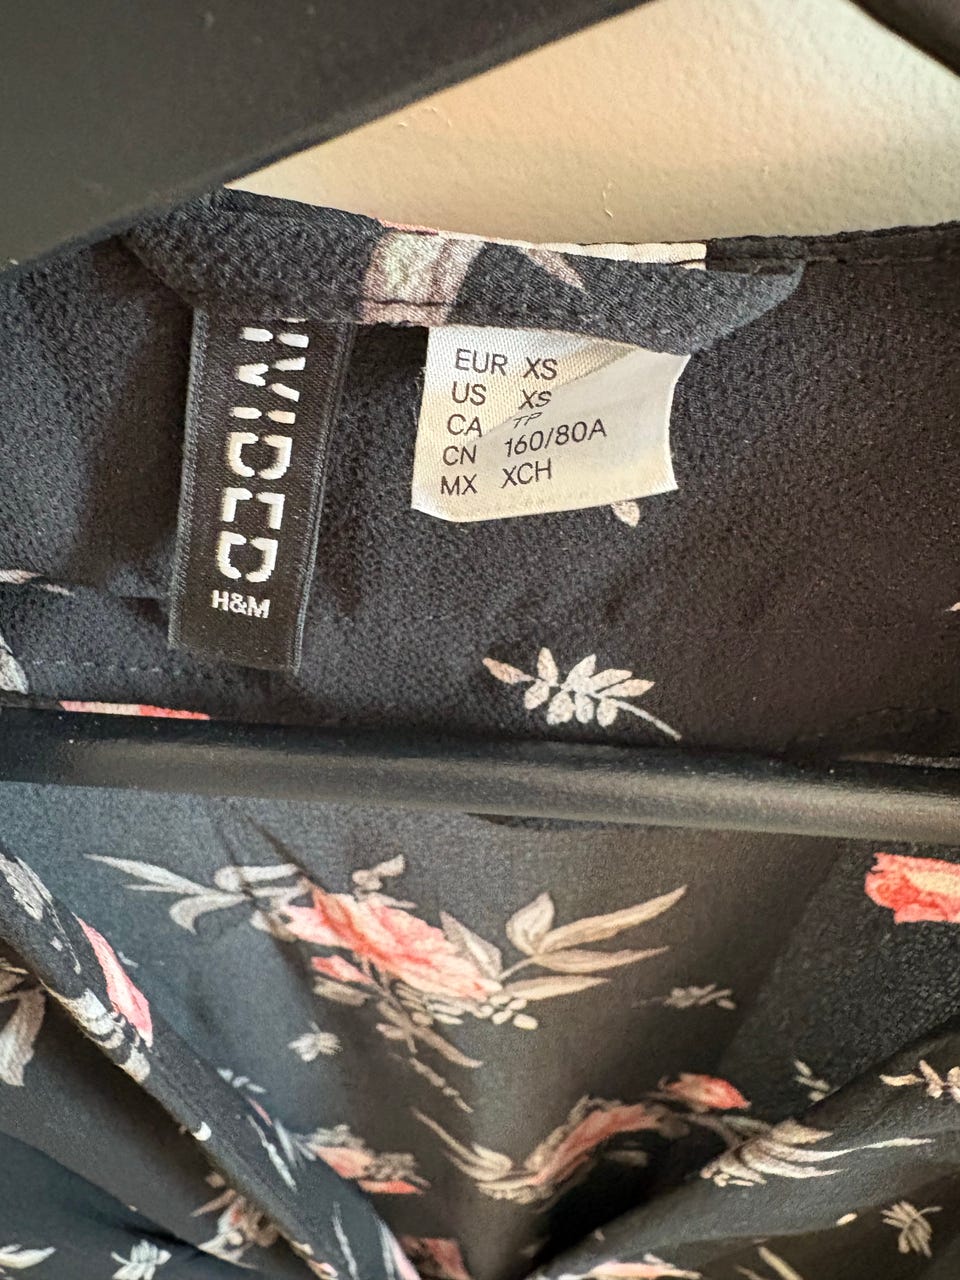 DIVIDED
H&M
EUR XS
US XS
CA TP
CN 160/80A
MX XCH